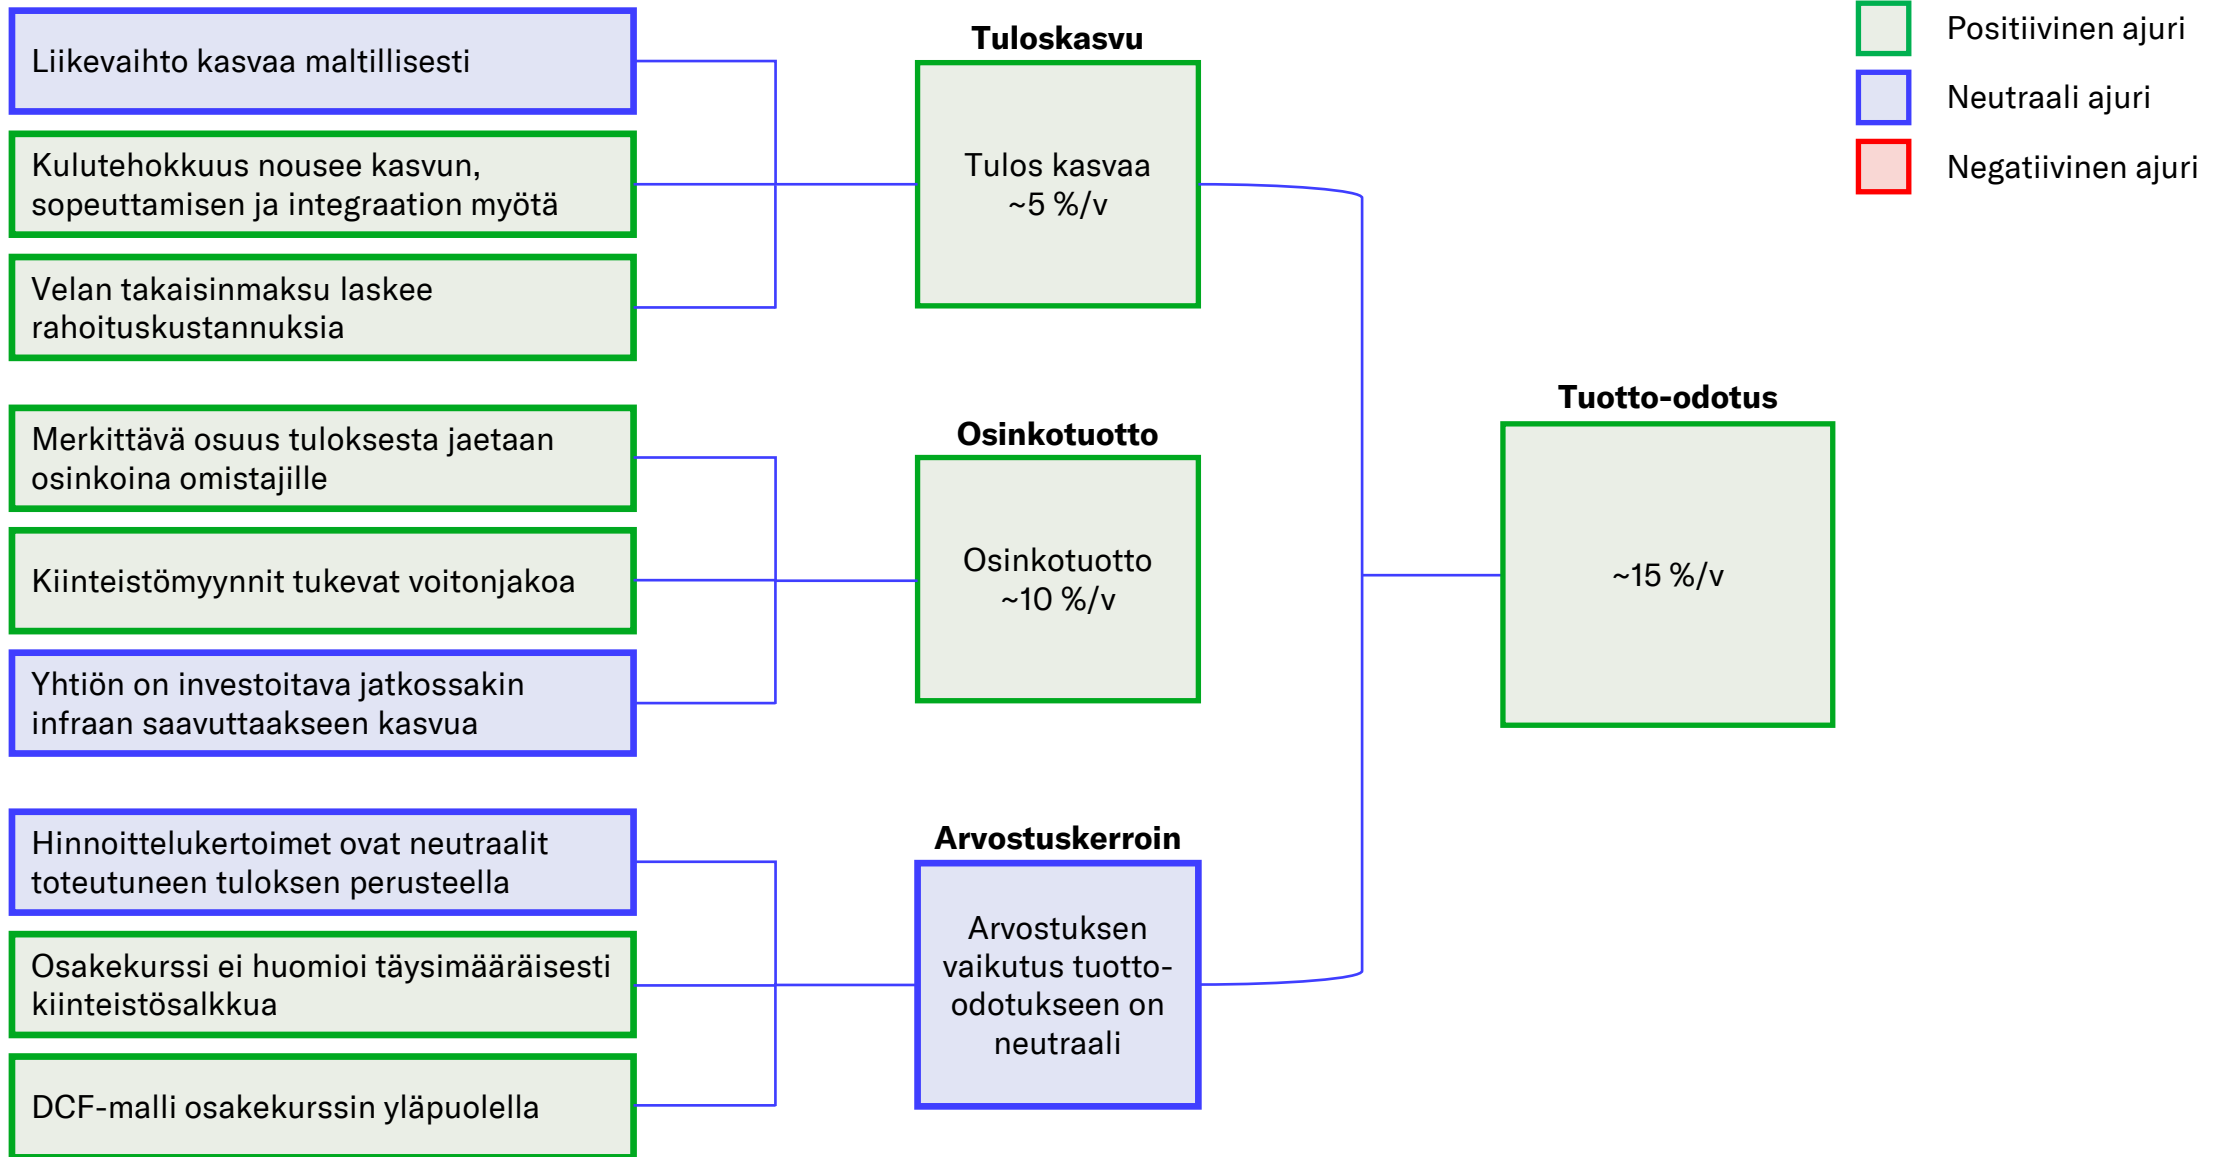 Liikevaihto kasvaa maltillisesti
Kulutehokkuus nousee kasvun,
sopeuttamisen ja integraation myötä
Velan takaisinmaksu laskee
rahoituskustannuksia
Tuloskasvu
Tulos kasvaa
~5 %/v
Merkittävä osuus tuloksesta jaetaan
osinkoina omistajille
Kiinteistömyynnit tukevat voitonjakoa
Yhtiön on investoitava jatkossakin
infraan saavuttaakseen kasvua
Osinkotuotto
Osinkotuotto
~10 %/v
Hinnoittelukertoimet ovat neutraalit
toteutuneen tuloksen perusteella
Osakekurssi ei huomioi täysimääräisesti
kiinteistösalkkua
DCF-malli osakekurssin yläpuolella
Arvostuskerroin
Arvostuksen
vaikutus tuotto-
odotukseen on
neutraali
Tuotto-odotus
~15 %/v
Positiivinen ajuri
Neutraali ajuri
Negatiivinen ajuri